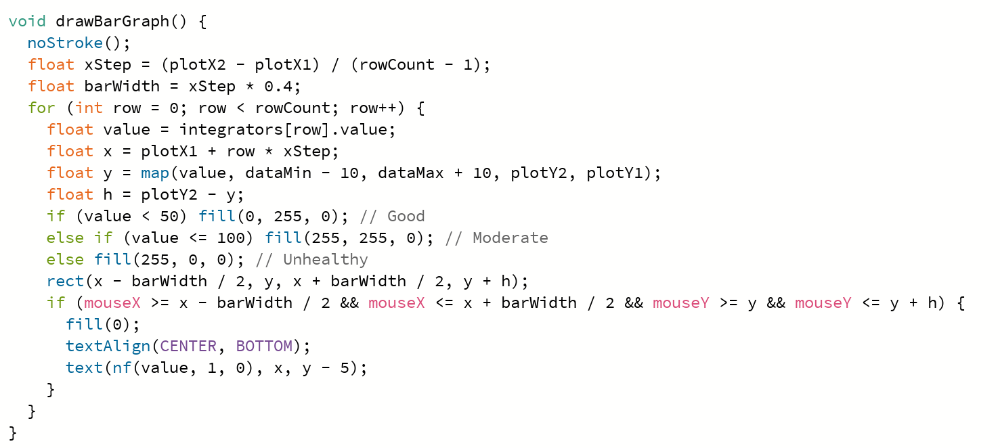 void drawBarGraph() {
  noStroke();
  float xStep = (plotX2 - plotX1) / (rowCount - 1);
  float barWidth = xStep * 0.4;
  for (int row = 0; row < rowCount; row++) {
    float value = integrators[row].value;
    float x = plotX1 + row * xStep;
    float y = map(value, dataMin - 10, dataMax + 10, plotY2, plotY1);
    float h = plotY2 - y;
    if (value < 50) fill(0, 255, 0); // Good
    else if (value <= 100) fill(255, 255, 0); // Moderate
    else fill(255, 0, 0); // Unhealthy
    rect(x - barWidth / 2, y, x + barWidth / 2, y + h);
    if (mouseX >= x - barWidth / 2 && mouseX <= x + barWidth / 2 && mouseY >= y && mouseY <= y + h) {
      fill(0);
      textAlign(CENTER, BOTTOM);
      text(nf(value, 1, 0), x, y - 5);
    }
  }
}